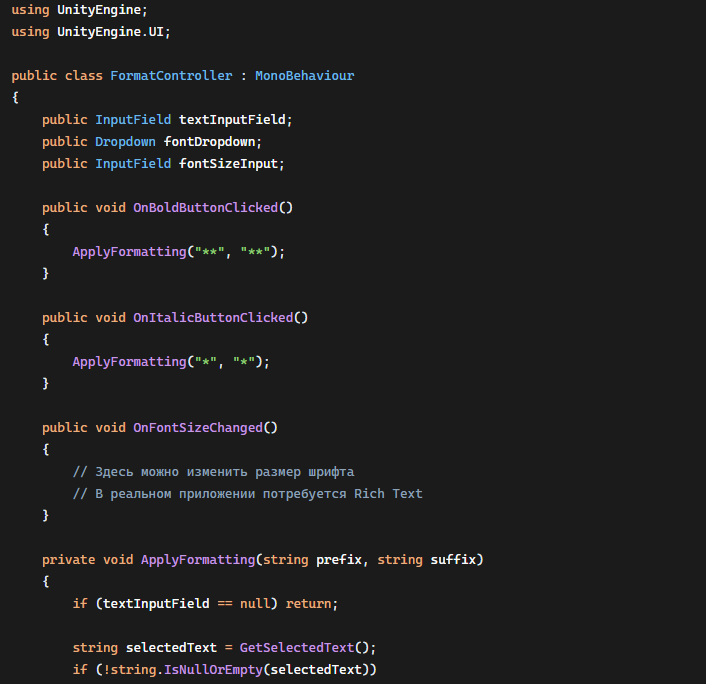 using UnityEngine;
using UnityEngine.UI;

public class FormatController : MonoBehaviour
{
    public InputField textInputField;
    public Dropdown fontDropdown;
    public InputField fontSizeInput;

    public void OnBoldButtonClicked()
    {
        ApplyFormatting("**", "**");
    }

    public void OnItalicButtonClicked()
    {
        ApplyFormatting("*", "*");
    }

    public void OnFontSizeChanged()
    {
        // Здесь можно изменить размер шрифта
        // В реальном приложении потребуется Rich Text
    }

    private void ApplyFormatting(string prefix, string suffix)
    {
        if (textInputField == null) return;

        string selectedText = GetSelectedText();
        if (!string.IsNullOrEmpty(selectedText))